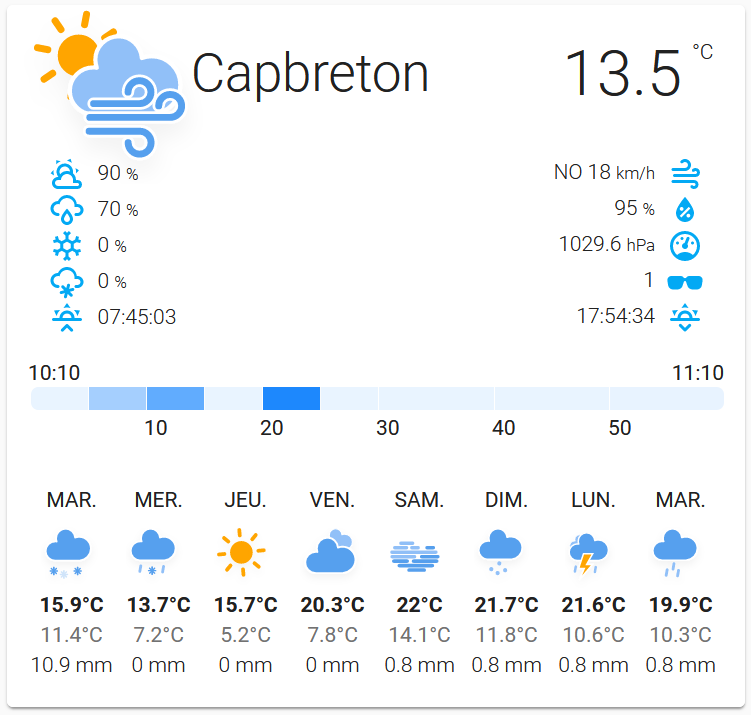 Capbreton 13.5 °C
90 % NO 18 km/h
70 % 95 %
0 % 1029.6 hPa
0 % 1
07:45:03 17:54:34
10:10 11:10
10 20 30 40 50
MAR. MER. JEU. VEN. SAM. DIM. LUN. MAR.
15.9°C 13.7°C 15.7°C 20.3°C 22°C 21.7°C 21.6°C 19.9°C
11.4°C 7.2°C 5.2°C 7.8°C 14.1°C 11.8°C 10.6°C 10.3°C
10.9 mm 0 mm 0 mm 0 mm 0.8 mm 0.8 mm 0.8 mm 0.8 mm